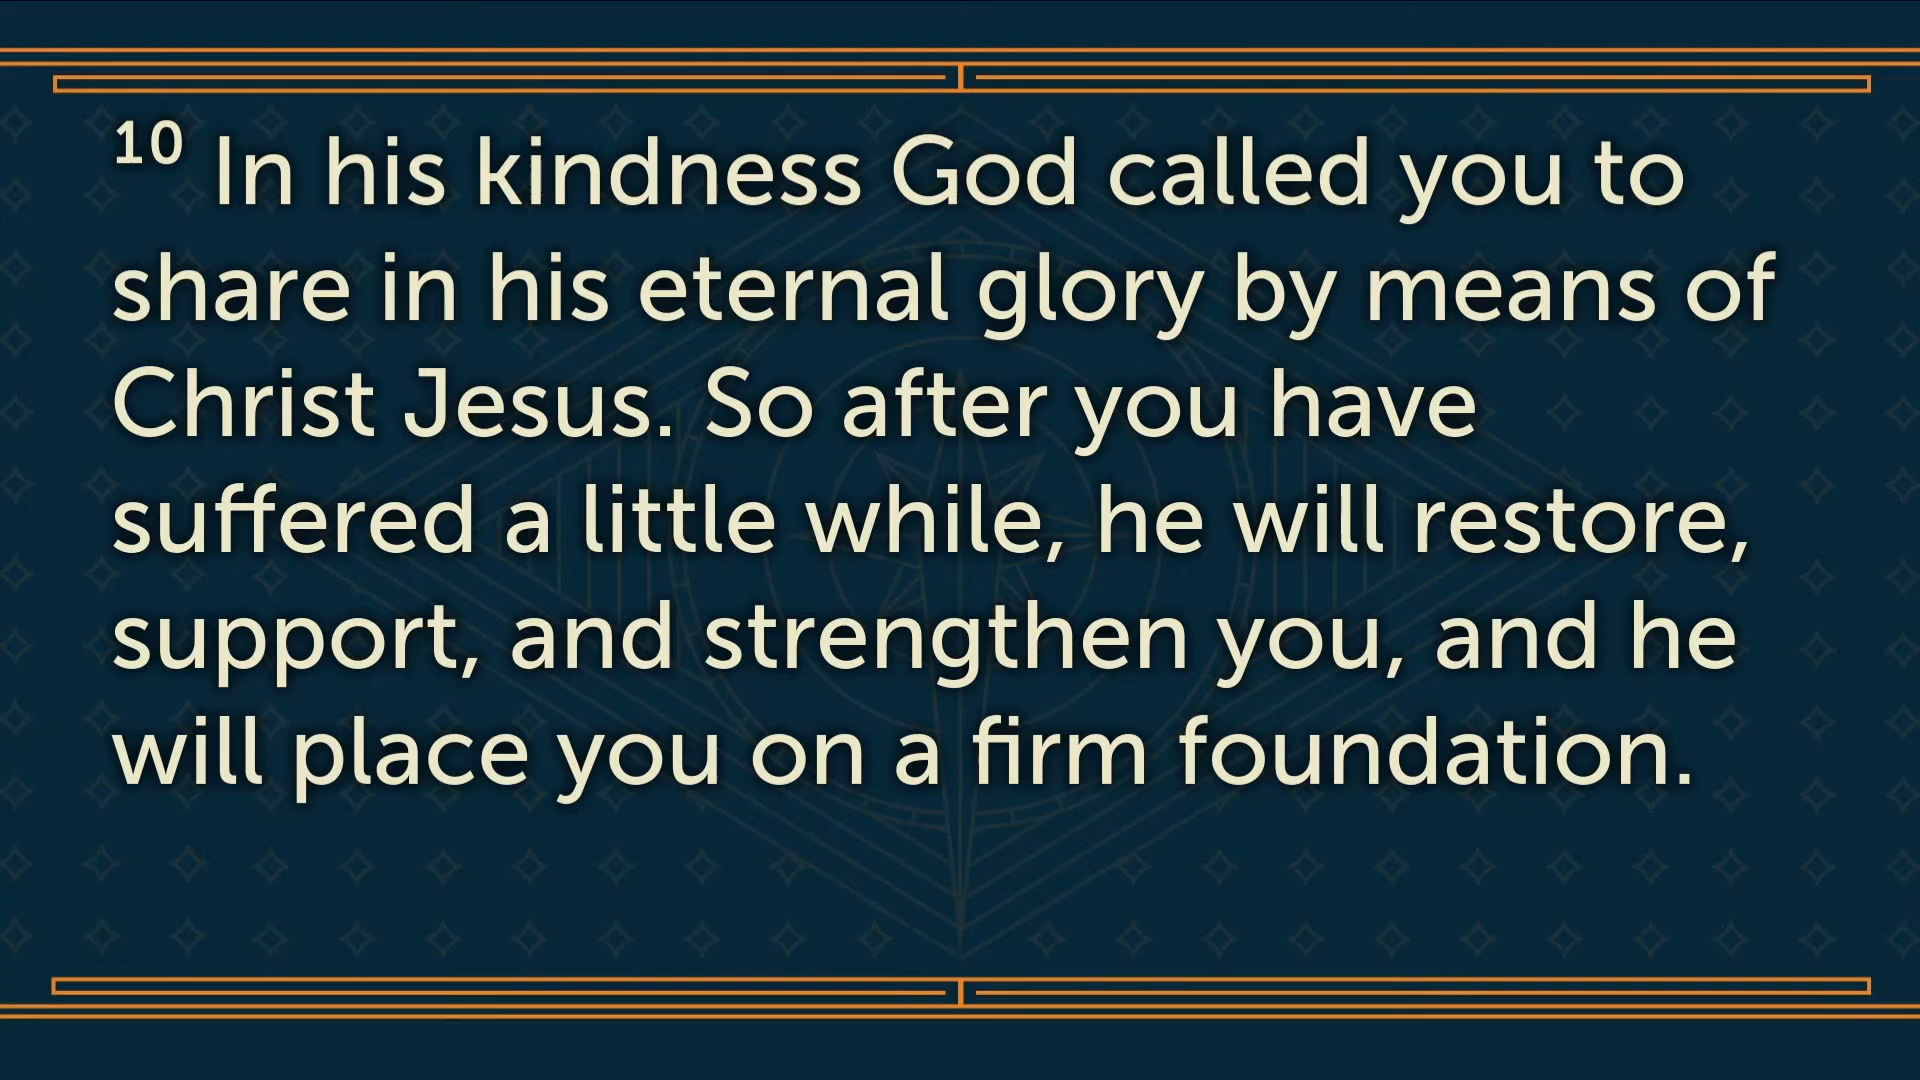 10 In his kindness God called you to
share in his eternal glory by means of
Christ Jesus. So after you have
suffered a little while, he will restore,
support, and strengthen you, and he
will place you on a firm foundation.